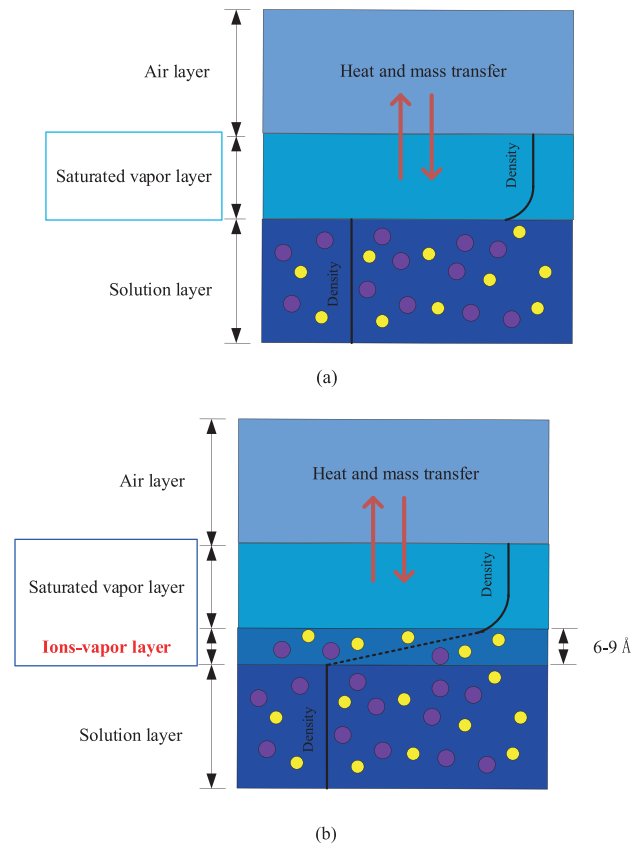 Air layer
Heat and mass transfer
Saturated vapor layer
Density
Solution layer
Density
(a)
Air layer
Heat and mass transfer
Saturated vapor layer
Density
Ions-vapor layer
6-9 Å
Solution layer
Density
(b)